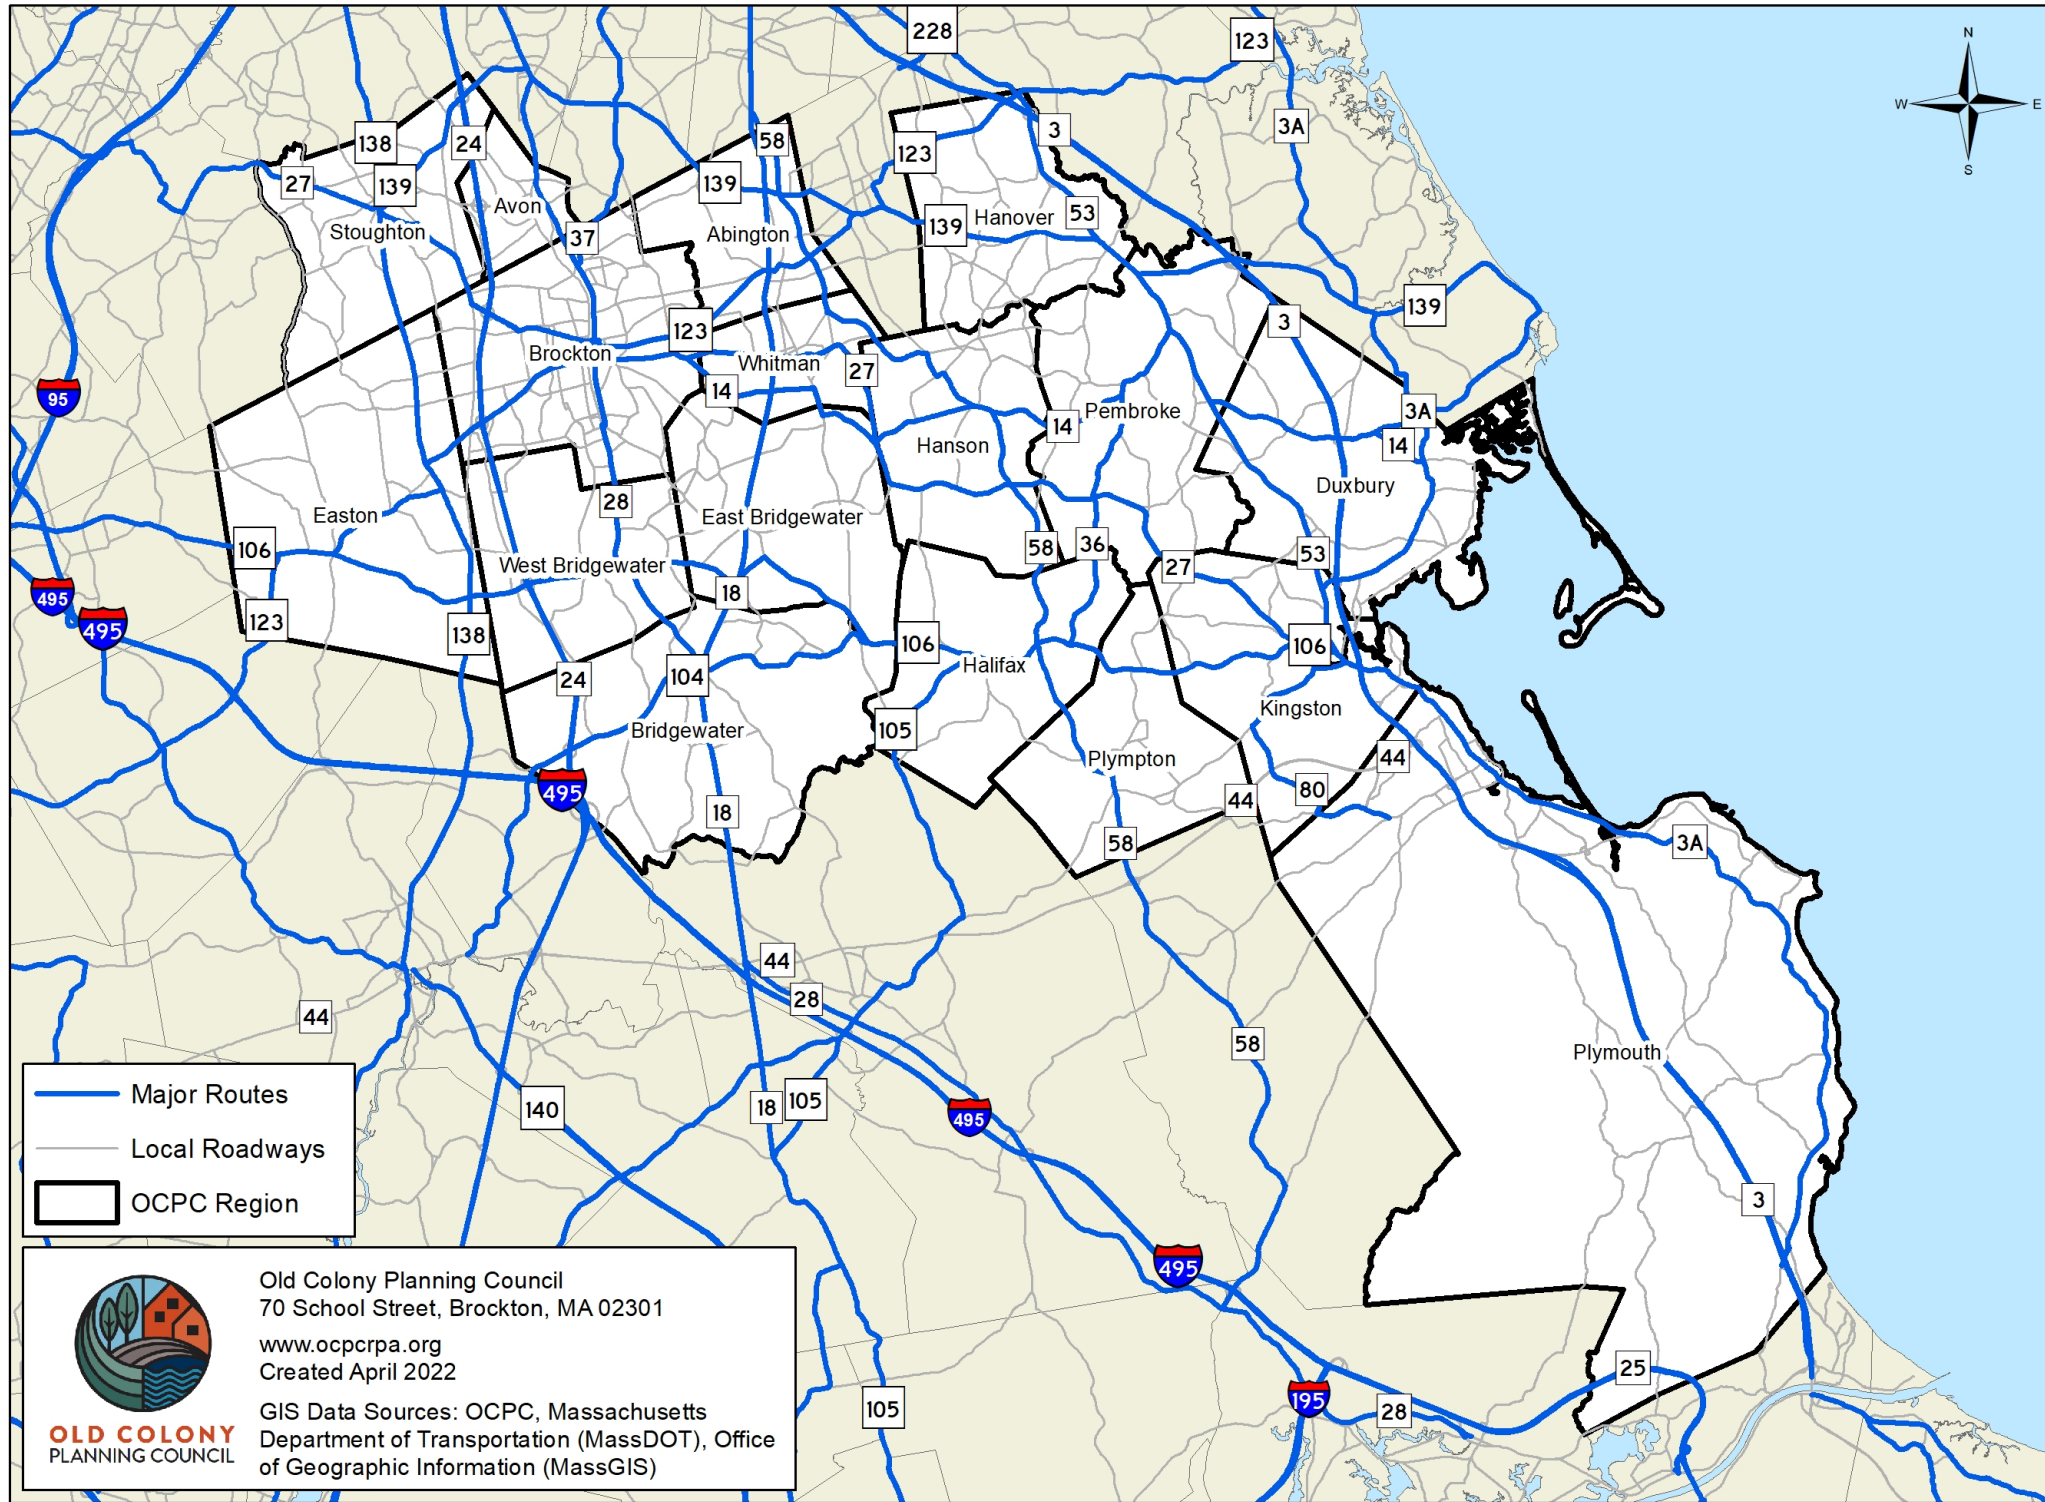 228
123
N
W
E
S
3A
3
138
24
58
27
139
139
123
Avon
53
Stoughton
37
Abington
139
Hanover
139
3
123
Brockton
Whitman
27
14
95
3A
Pembroke
14
14
Hanson
Duxbury
28
Easton
East Bridgewater
106
58
36
53
West Bridgewater
27
18
495
495
123
138
106
106
Halifax
24
104
Kingston
105
Bridgewater
44
Plympton
495
80
44
18
58
3A
44
28
44
58
Plymouth
Major Routes
Local Roadways
OCPC Region
140
18
105
495
3
495
Old Colony Planning Council
70 School Street, Brockton, MA 02301
www.ocpcrpa.org
Created April 2022
GIS Data Sources: OCPC, Massachusetts
Department of Transportation (MassDOT), Office
of Geographic Information (MassGIS)
OLD COLONY
PLANNING COUNCIL
25
195
28
105